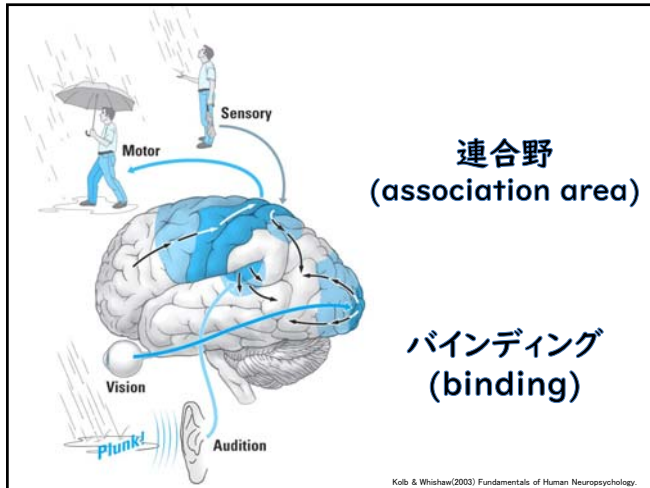 Sensory
Motor
連合野
(association area)
バインディング
(binding)
Vision
Plunk!
Audition
Kolb & Whishaw(2003) Fundamentals of Human Neuropsychology.